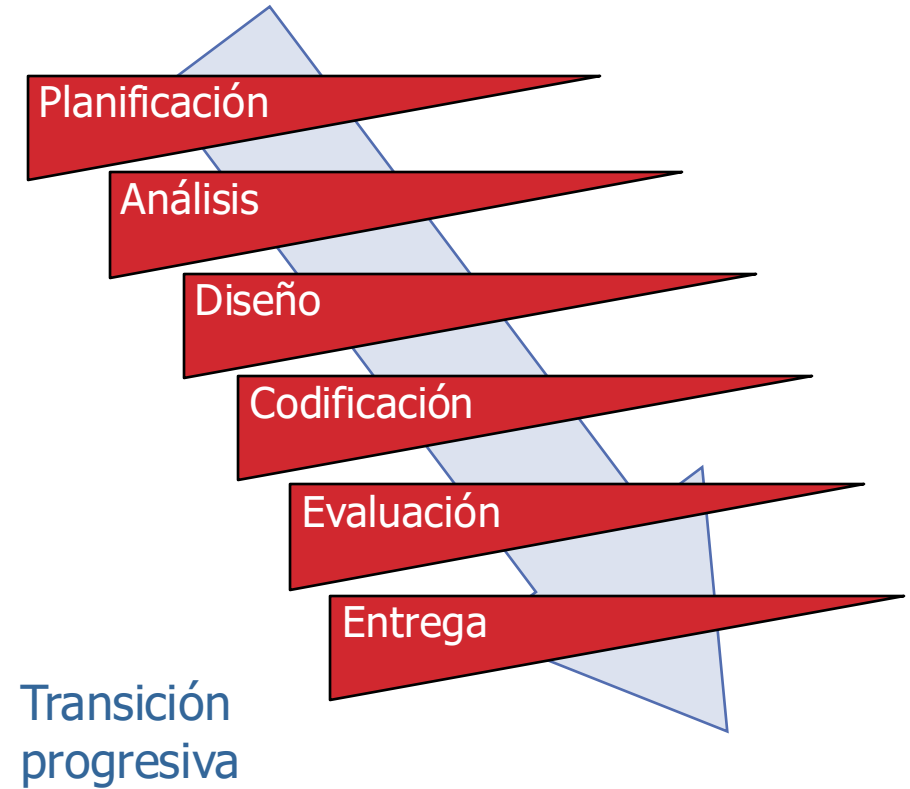 Planificación
Análisis
Diseño
Codificación
Evaluación
Entrega
Transición
progresiva